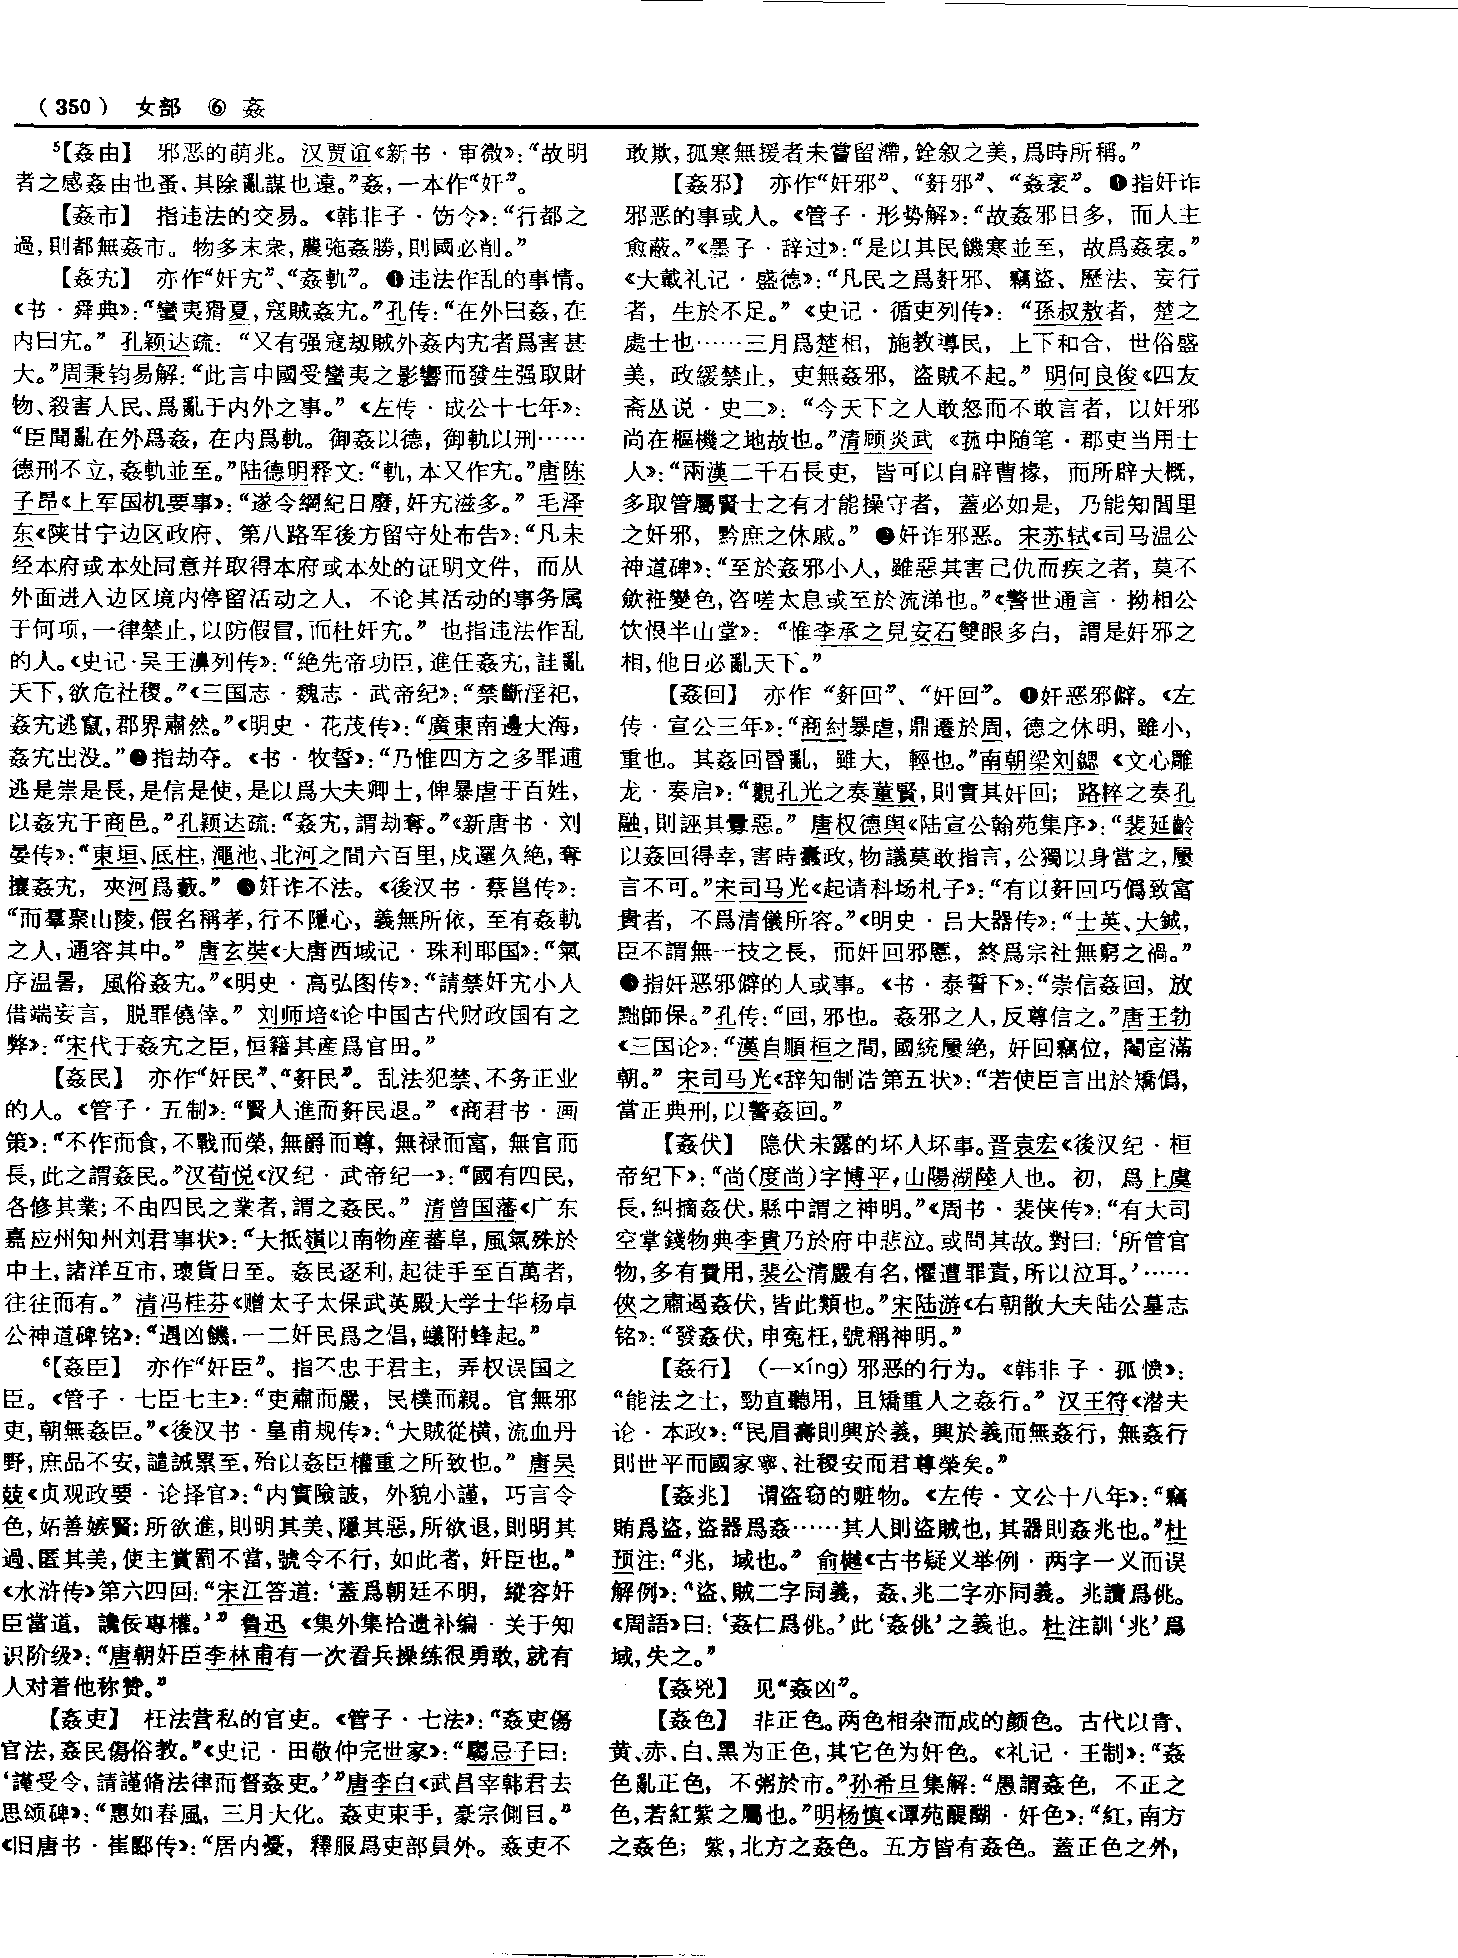 （350） 女部 ⑥ 姦
⁵【姦由】 邪恶的萌兆。汉贾谊《新书·审微》：“故明
者之感姦由也蚤，其除亂謀也遠。”姦，一本作“奸”。
【姦市】 指违法的交易。《韩非子·饬令》：“行都之
過，則都無姦市。物多末衆，農弛姦勝，則國必削。”
【姦宄】 亦作“奸宄”、“姦軌”。❶违法作乱的事情。
《书·舜典》：“蠻夷猾夏，寇賊姦宄。”孔传：“在外曰姦，在
内曰宄。”孔颖达疏：“又有强寇刼賊外姦内宄者爲害甚
大。”周秉钧易解：“此言中國受蠻夷之影響而發生强取財
物、殺害人民、爲亂于内外之事。”《左传·成公十七年》：
“臣聞亂在外爲姦，在内爲軌。御姦以德，御軌以刑……
德刑不立，姦軌並至。”陆德明释文：“軌，本又作宄。”唐陈
子昂《上军国机要事》：“遂令綱紀日廢，奸宄滋多。”毛泽
东《陕甘宁边区政府、第八路军後方留守处布告》：“凡未
经本府或本处同意并取得本府或本处的证明文件，而从
外面进入边区境内停留活动之人，不论其活动的事务属
于何项，一律禁止，以防假冒，而杜奸宄。”也指违法作乱
的人。《史记·吴王濞列传》：“絶先帝功臣，進任姦宄，詿亂
天下，欲危社稷。”《三国志·魏志·武帝纪》：“禁斷淫祀，
姦宄逃竄，郡界肅然。”《明史·花茂传》：“廣東南邊大海，
姦宄出没。”❷指劫夺。《书·牧誓》：“乃惟四方之多罪逋
逃是崇是長，是信是使，是以爲大夫卿士，俾暴虐于百姓，
以姦宄于商邑。”孔颖达疏：“姦宄，謂劫奪。”《新唐书·刘
晏传》：“東垣、底柱，澠池、北河之間六百里，戍邏久絶，奪
攘姦宄，夾河爲藪。”❸奸诈不法。《後汉书·蔡邕传》：
“而羣聚山陵，假名稱孝，行不隱心，義無所依，至有姦軌
之人，通容其中。”唐玄奘《大唐西域记·珠利耶国》：“氣
序温暑，風俗姦宄。”《明史·高弘图传》：“請禁奸宄小人
借端妄言，脱罪僥倖。”刘师培《论中国古代财政国有之
弊》：“宋代于姦宄之臣，恒籍其產爲官田。”
【姦民】 亦作“奸民”、“姧民”。乱法犯禁、不务正业
的人。《管子·五制》：“賢人進而姧民退。”《商君书·画
策》：“不作而食，不戰而榮，無爵而尊，無禄而富，無官而
長，此之謂姦民。”汉荀悦《汉纪·武帝纪一》：“國有四民，
各修其業；不由四民之業者，謂之姦民。”清曾国藩《广东
嘉应州知州刘君事状》：“大抵嶺以南物産蕃阜，風氣殊於
中土，諸洋互市，瓌貨日至。姦民逐利，起徒手至百萬者，
往往而有。”清冯桂芬《赠太子太保武英殿大学士华杨卓
公神道碑铭》：“遇凶饑，一二奸民爲之倡，蟻附蜂起。”
⁶【姦臣】 亦作“奸臣”。指不忠于君主，弄权误国之
臣。《管子·七臣七主》：“吏肅而嚴，民樸而親。官無邪
吏，朝無姦臣。”《後汉书·皇甫规传》：“大賊從横，流血丹
野，庶品不安，譴誡累至，殆以姦臣權重之所致也。”唐吴
兢《贞观政要·论择官》：“内實險詖，外貌小謹，巧言令
色，妬善嫉賢；所欲進，則明其美、隱其惡，所欲退，則明其
過、匿其美，使主賞罰不當，號令不行，如此者，奸臣也。”
《水浒传》第六四回：“宋江答道：‘蓋爲朝廷不明，縱容奸
臣當道，讒佞專權。’”鲁迅《集外集拾遗补编·关于知
识阶级》：“唐朝奸臣李林甫有一次看兵操练很勇敢，就有
人对着他称赞。”
【姦吏】 枉法营私的官吏。《管子·七法》：“姦吏傷
官法，姦民傷俗教。”《史记·田敬仲完世家》：“騶忌子曰：
‘謹受令，請謹脩法律而督姦吏。’”唐李白《武昌宰韩君去
思颂碑》：“惠如春風，三月大化。姦吏束手，豪宗側目。”
《旧唐书·崔郾传》：“居内憂，釋服爲吏部員外。姦吏不
敢欺，孤寒無援者未嘗留滯，銓叙之美，爲時所稱。”
【姦邪】 亦作“奸邪”、“姧邪”、“姦衺”。❶指奸诈
邪恶的事或人。《管子·形势解》：“故姦邪日多，而人主
愈蔽。”《墨子·辞过》：“是以其民饑寒並至，故爲姦衺。”
《大戴礼记·盛德》：“凡民之爲姧邪、竊盜、歷法、妄行
者，生於不足。”《史记·循吏列传》：“孫叔敖者，楚之
處士也……三月爲楚相，施教導民，上下和合，世俗盛
美，政緩禁止，吏無姦邪，盜賊不起。”明何良俊《四友
斋丛说·史二》：“今天下之人敢怒而不敢言者，以奸邪
尚在樞機之地故也。”清顾炎武《菰中随笔·郡吏当用士
人》：“兩漢二千石長吏，皆可以自辟曹掾，而所辟大概，
多取管屬賢士之有才能操守者，蓋必如是，乃能知閭里
之奸邪，黔庶之休戚。”❷奸诈邪恶。宋苏轼《司马温公
神道碑》：“至於姦邪小人，雖惡其害己仇而疾之者，莫不
斂衽變色，咨嗟太息或至於流涕也。”《警世通言·拗相公
饮恨半山堂》：“惟李承之見安石雙眼多白，謂是奸邪之
相，他日必亂天下。”
【姦回】 亦作“姧回”、“奸回”。❶奸恶邪僻。《左
传·宣公三年》：“商紂暴虐，鼎遷於周，德之休明，雖小，
重也。其姦回昏亂，雖大，輕也。”南朝梁刘勰《文心雕
龙·奏启》：“觀孔光之奏董賢，則實其奸回；路粹之奏孔
融，則誣其釁惡。”唐权德舆《陆宣公翰苑集序》：“裴延齡
以姦回得幸，害時蠹政，物議莫敢指言，公獨以身當之，屢
言不可。”宋司马光《起请科场札子》：“有以姧回巧僞致富
貴者，不爲清儀所容。”《明史·吕大器传》：“士英、大鋮，
臣不謂無一技之長，而奸回邪慝，終爲宗社無窮之禍。”
❷指奸恶邪僻的人或事。《书·泰誓下》：“崇信姦回，放
黜師保。”孔传：“回，邪也。姦邪之人，反尊信之。”唐王勃
《三国论》：“漢自順桓之間，國統屢絶，奸回竊位，閹宦滿
朝。”宋司马光《辞知制诰第五状》：“若使臣言出於矯僞，
當正典刑，以警姦回。”
【姦伏】 隐伏未露的坏人坏事。晋袁宏《後汉纪·桓
帝纪下》：“尚（度尚）字博平，山陽湖陸人也。初，爲上虞
長，糾摘姦伏，縣中謂之神明。”《周书·裴侠传》：“有大司
空掌錢物典李貴乃於府中悲泣。或問其故。對曰：‘所管官
物，多有費用，裴公清嚴有名，懼遭罪責，所以泣耳。’……
俠之肅遏姦伏，皆此類也。”宋陆游《右朝散大夫陆公墓志
铭》：“發姦伏，申冤枉，號稱神明。”
【姦行】 （—xíng）邪恶的行为。《韩非子·孤愤》：
“能法之士，勁直聽用，且矯重人之姦行。”汉王符《潜夫
论·本政》：“民眉壽則興於義，興於義而無姦行，無姦行
則世平而國家寧、社稷安而君尊榮矣。”
【姦兆】 谓盗窃的赃物。《左传·文公十八年》：“竊
賄爲盜，盜器爲姦……其人則盜賊也，其器則姦兆也。”杜
预注：“兆，域也。”俞樾《古书疑义举例·两字一义而误
解例》：“盜、賊二字同義，姦、兆二字亦同義。兆讀爲佻。
《周語》曰：‘姦仁爲佻。’此‘姦佻’之義也。杜注訓‘兆’爲
域，失之。”
【姦兇】 见“姦凶”。
【姦色】 非正色。两色相杂而成的颜色。古代以青、
黄、赤、白、黑为正色，其它色为奸色。《礼记·王制》：“姦
色亂正色，不粥於市。”孙希旦集解：“愚謂姦色，不正之
色，若紅紫之屬也。”明杨慎《谭苑醍醐·奸色》：“紅，南方
之姦色；紫，北方之姦色。五方皆有姦色。蓋正色之外，